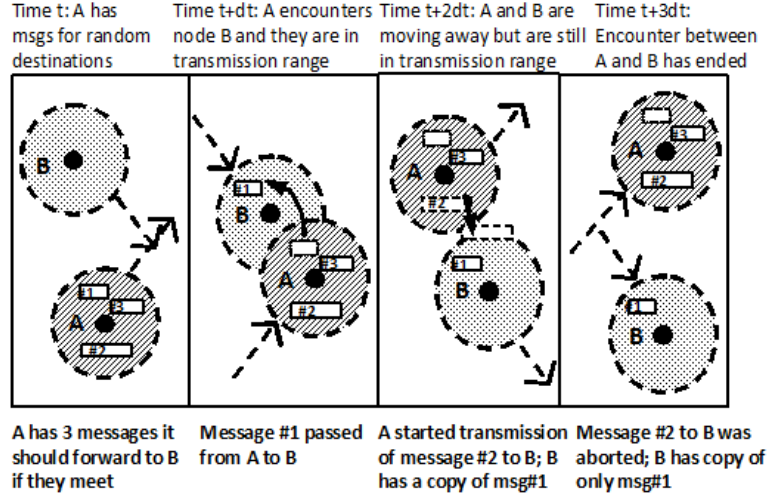 Time t: A has
msgs for random
destinations
Time t+dt: A encounters
node B and they are in
transmission range
Time t+2dt: A and B are
moving away but are still
in transmission range
Time t+3dt:
Encounter between
A and B has ended
B
#1
#3
A
#2
#1
B
A
#3
#2
#3
A
#2
#1
B
#3
A
#2
#1
B
A has 3 messages it
should forward to B
if they meet
Message #1 passed
from A to B
A started transmission
of message #2 to B; B
has a copy of msg#1
Message #2 to B was
aborted; B has copy of
only msg#1